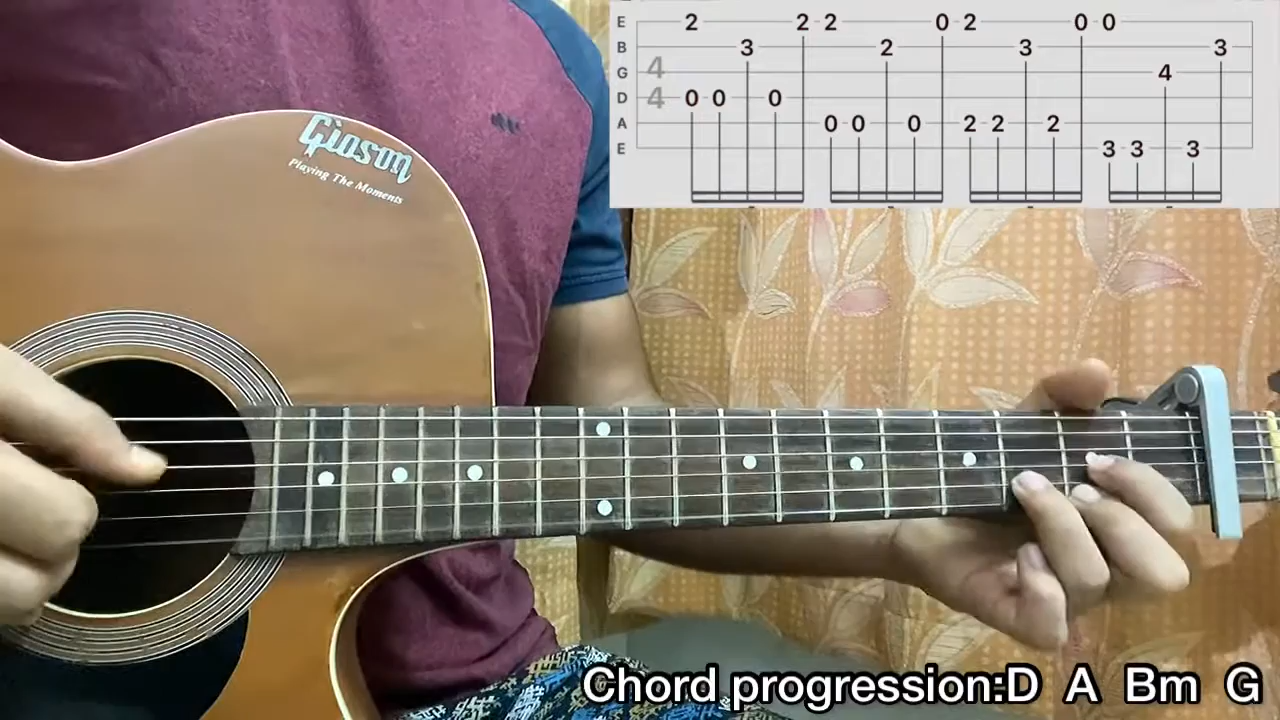 E 2 2 2 0 2 0 0
B 3 2 3 3
G 4 4
D 4 0 0 0
A 0 0 0 2 2 2
E 3 3 3
Gibson
Playing The Moments
Chord progression:D A Bm G